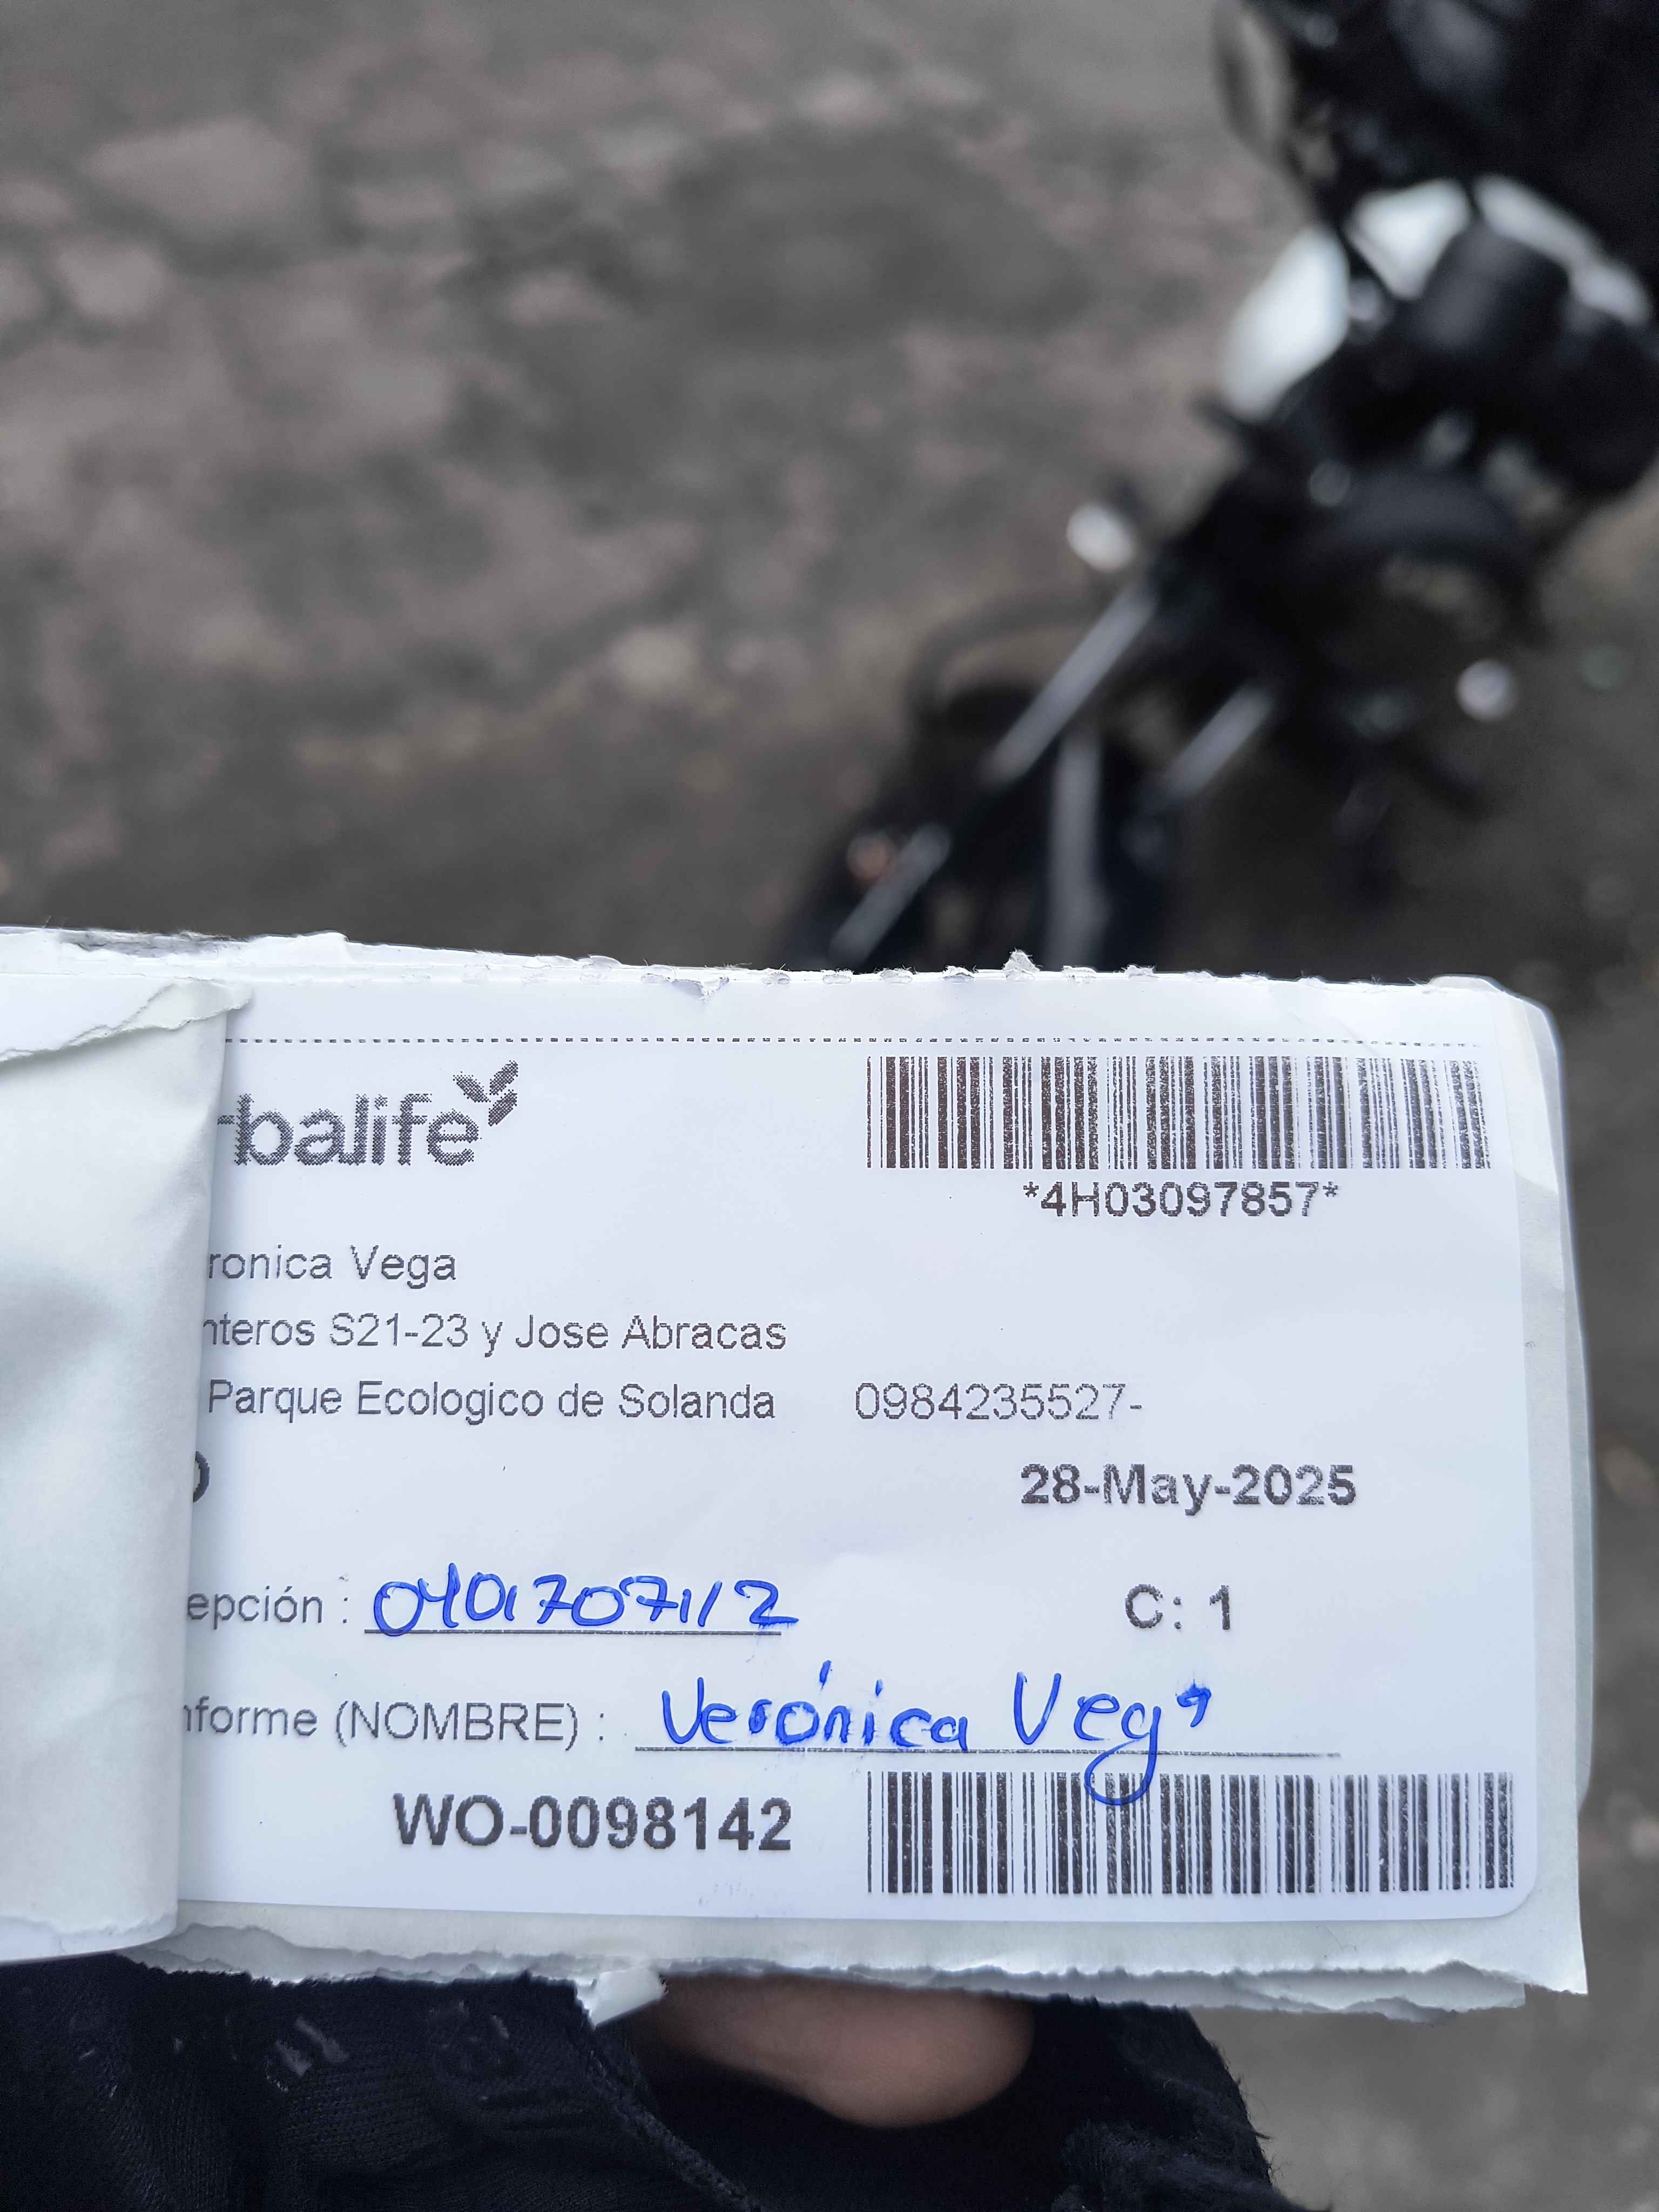 rbalife
*4H03097857*
ronica Vega
nteros S21-23 y Jose Abracas
Parque Ecologico de Solanda 0984235527-
O
28-May-2025
epción : 0401707112
C: 1
nforme (NOMBRE) : Verónica Vega
WO-0098142